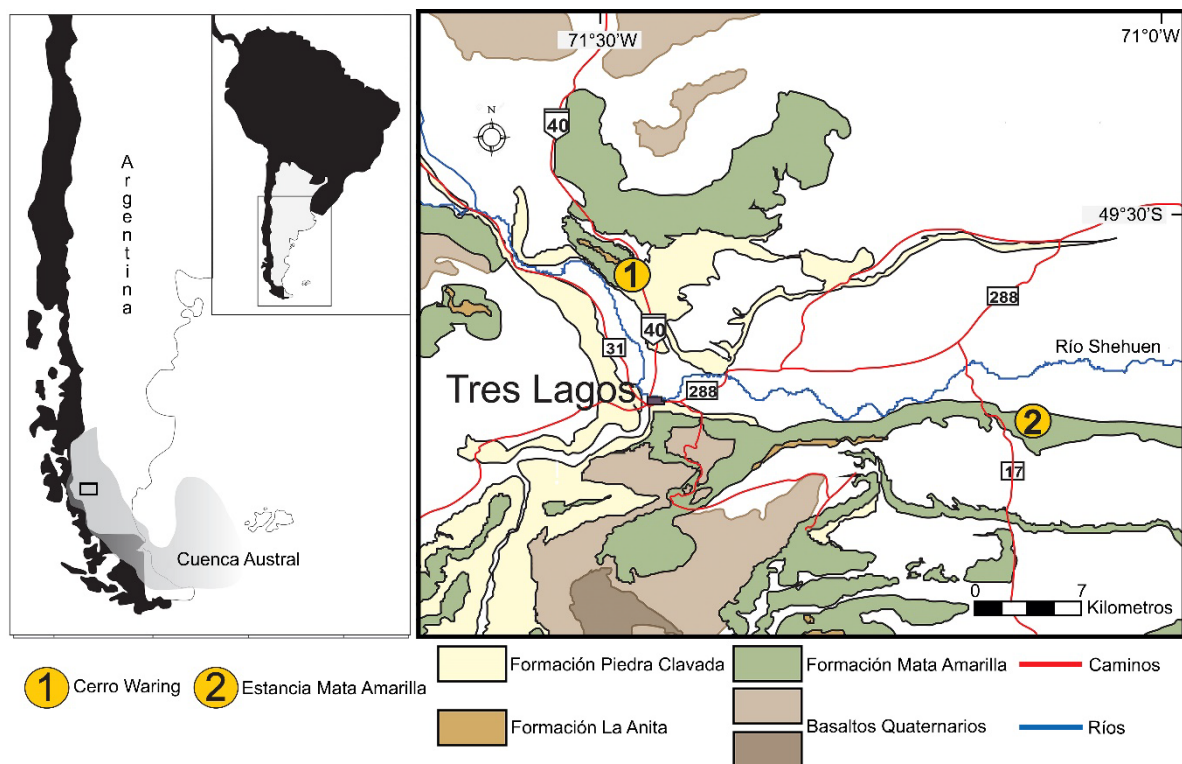 Argentina
Cuenca Austral
71°30'W
71°0'W
N
40
49°30'S
1
288
40
31
Río Shehuen
Tres Lagos
288
2
17
0 7
Kilometros
1 Cerro Waring
2 Estancia Mata Amarilla
Formación Piedra Clavada
Formación Mata Amarilla
Caminos
Formación La Anita
Basaltos Quaternarios
Ríos